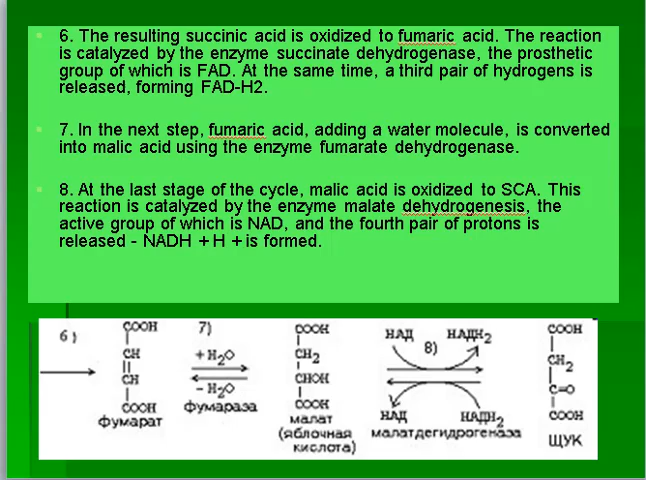 6. The resulting succinic acid is oxidized to fumaric acid. The reaction
is catalyzed by the enzyme succinate dehydrogenase, the prosthetic
group of which is FAD. At the same time, a third pair of hydrogens is
released, forming FAD-H2.
7. In the next step, fumaric acid, adding a water molecule, is converted
into malic acid using the enzyme fumarate dehydrogenase.
8. At the last stage of the cycle, malic acid is oxidized to SCA. This
reaction is catalyzed by the enzyme malate dehydrogenesis, the
active group of which is NAD, and the fourth pair of protons is
released - NADH + H + is formed.
6)
COOH
CH
CH
COOH
фумарат
7)
+ H2O
- H2O
фумараза
COOH
CH2
CHOH
COOH
малат
(яблочная
кислота)
НАД НАДН2
8)
НАД НАДН2
малатдегидрогеназа
COOH
CH2
C=O
COOH
ЩУК